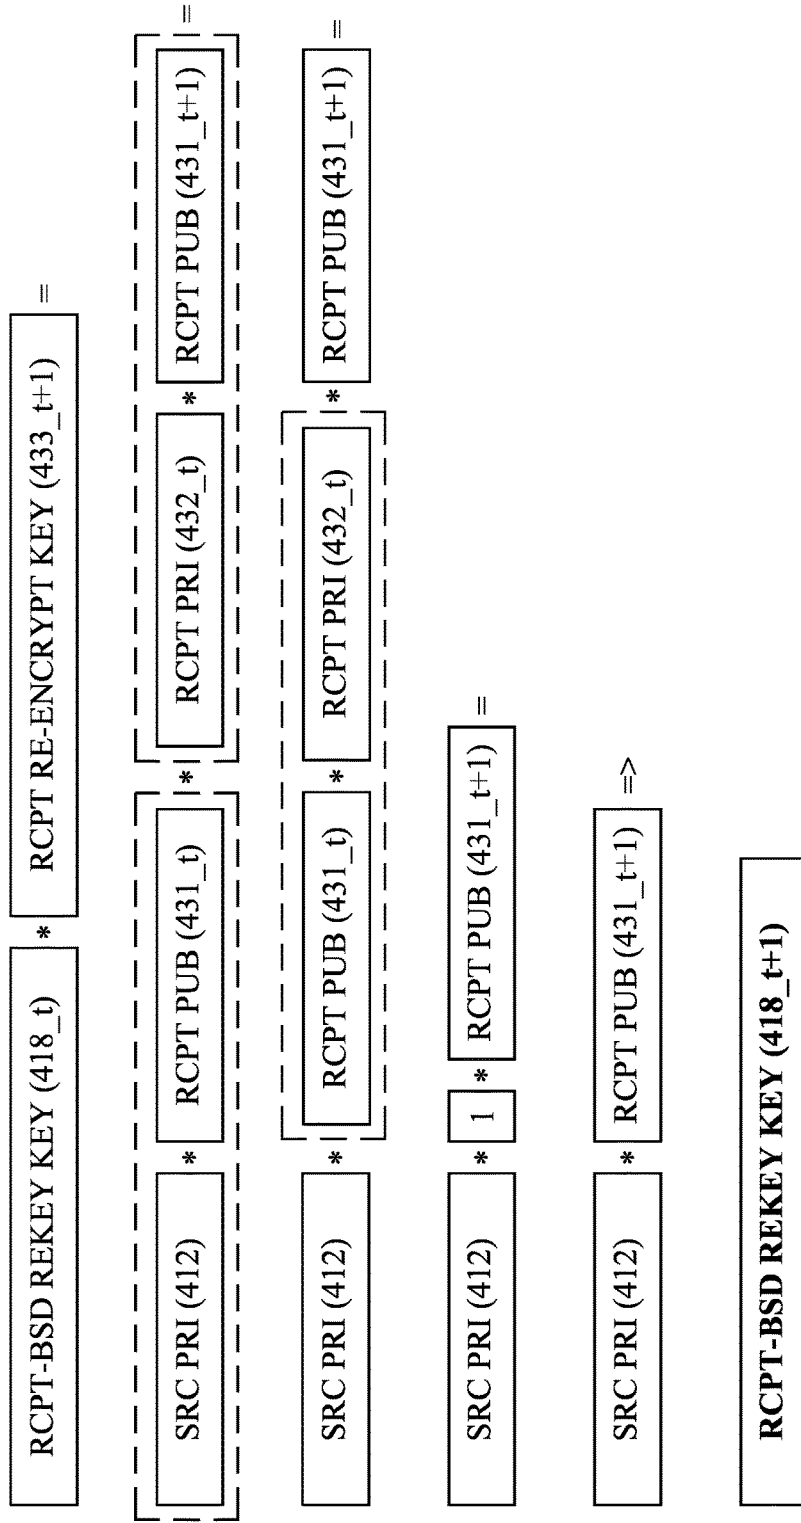 RCPT-BSD REKEY KEY (418_t) * RCPT RE-ENCRYPT KEY (433_t+1) =
SRC PRI (412) * RCPT PUB (431_t) * RCPT PRI (432_t) * RCPT PUB (431_t+1) =
SRC PRI (412) * RCPT PUB (431_t) * RCPT PRI (432_t) * RCPT PUB (431_t+1) =
SRC PRI (412) * 1 * RCPT PUB (431_t+1) =
SRC PRI (412) * RCPT PUB (431_t+1) =>
RCPT-BSD REKEY KEY (418_t+1)